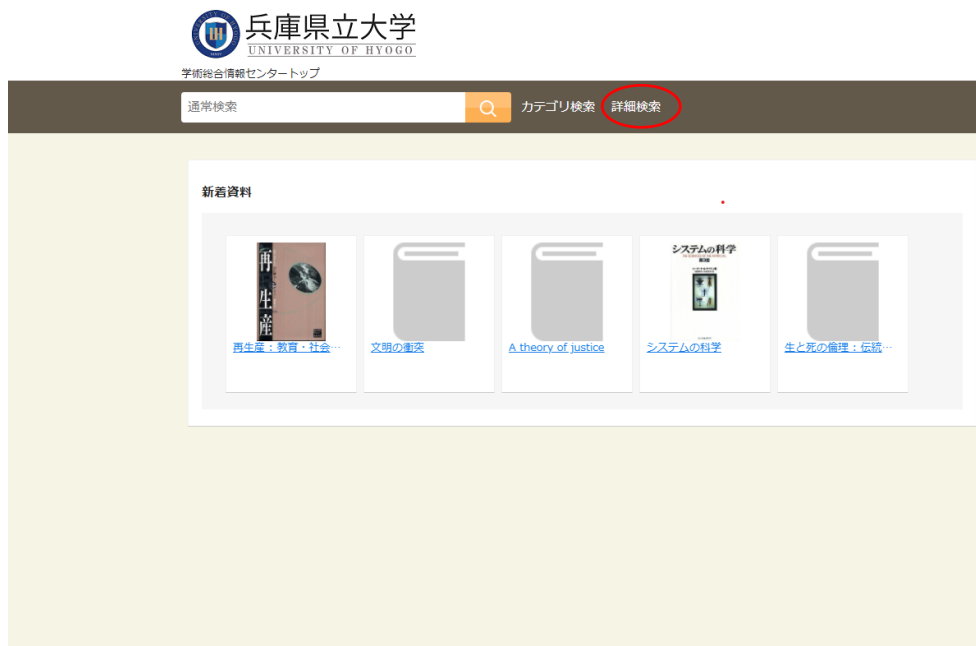 兵庫県立大学
UNIVERSITY OF HYOGO
学術総合情報センタートップ
通常検索
カテゴリ検索
詳細検索
新着資料
再生産
システムの科学
再生産：教育・社会…
文明の衝突
A theory of justice
システムの科学
生と死の倫理：伝統…